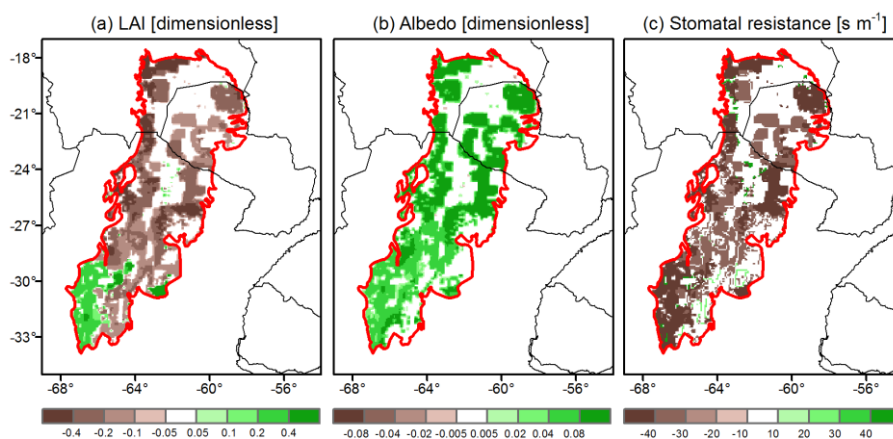 (a) LAI [dimensionless] (b) Albedo [dimensionless] (c) Stomatal resistance [s m⁻¹]
-18°
-21°
-24°
-27°
-30°
-33°
-68° -64° -60° -56° -68° -64° -60° -56° -68° -64° -60° -56°
-0.4 -0.2 -0.1 -0.05 0.05 0.1 0.2 0.4 -0.08 -0.04 -0.02 -0.005 0.005 0.02 0.04 0.08 -40 -30 -20 -10 10 20 30 40